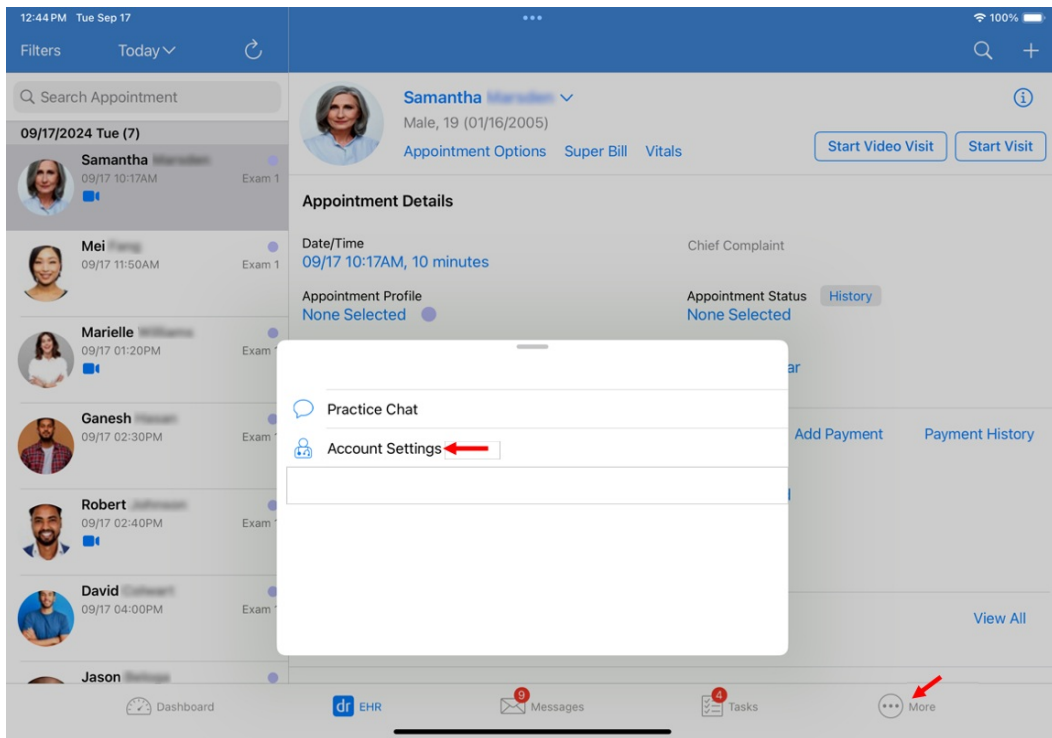 12:44 PM Tue Sep 17
100%
Filters
Today
Search Appointment
09/17/2024 Tue (7)
Samantha
09/17 10:17AM
Exam 1
Mei
09/17 11:50AM
Exam 1
Marielle
09/17 01:20PM
Exam
Ganesh
09/17 02:30PM
Exam
Robert
09/17 02:40PM
Exam
David
09/17 04:00PM
Exam
Jason
Samantha
Male, 19 (01/16/2005)
Appointment Options Super Bill Vitals
Start Video Visit
Start Visit
Appointment Details
Date/Time
09/17 10:17AM, 10 minutes
Chief Complaint
Appointment Profile
None Selected
Appointment Status
History
None Selected
ar
Add Payment
Payment History
View All
Practice Chat
Account Settings
Dashboard
dr EHR
9
Messages
4
Tasks
More